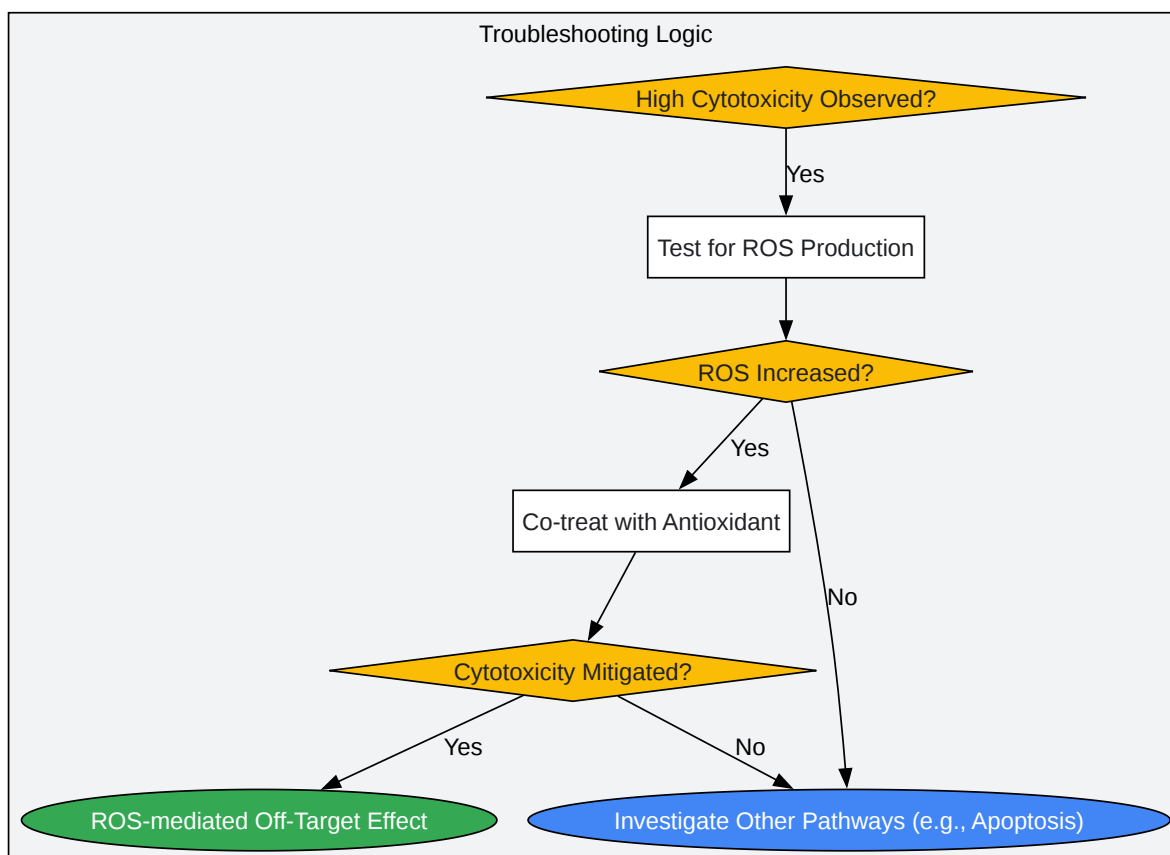 Troubleshooting Logic
High Cytotoxicity Observed?
Yes
Test for ROS Production
ROS Increased?
Yes
Co-treat with Antioxidant
No
Cytotoxicity Mitigated?
Yes
No
ROS-mediated Off-Target Effect
Investigate Other Pathways (e.g., Apoptosis)